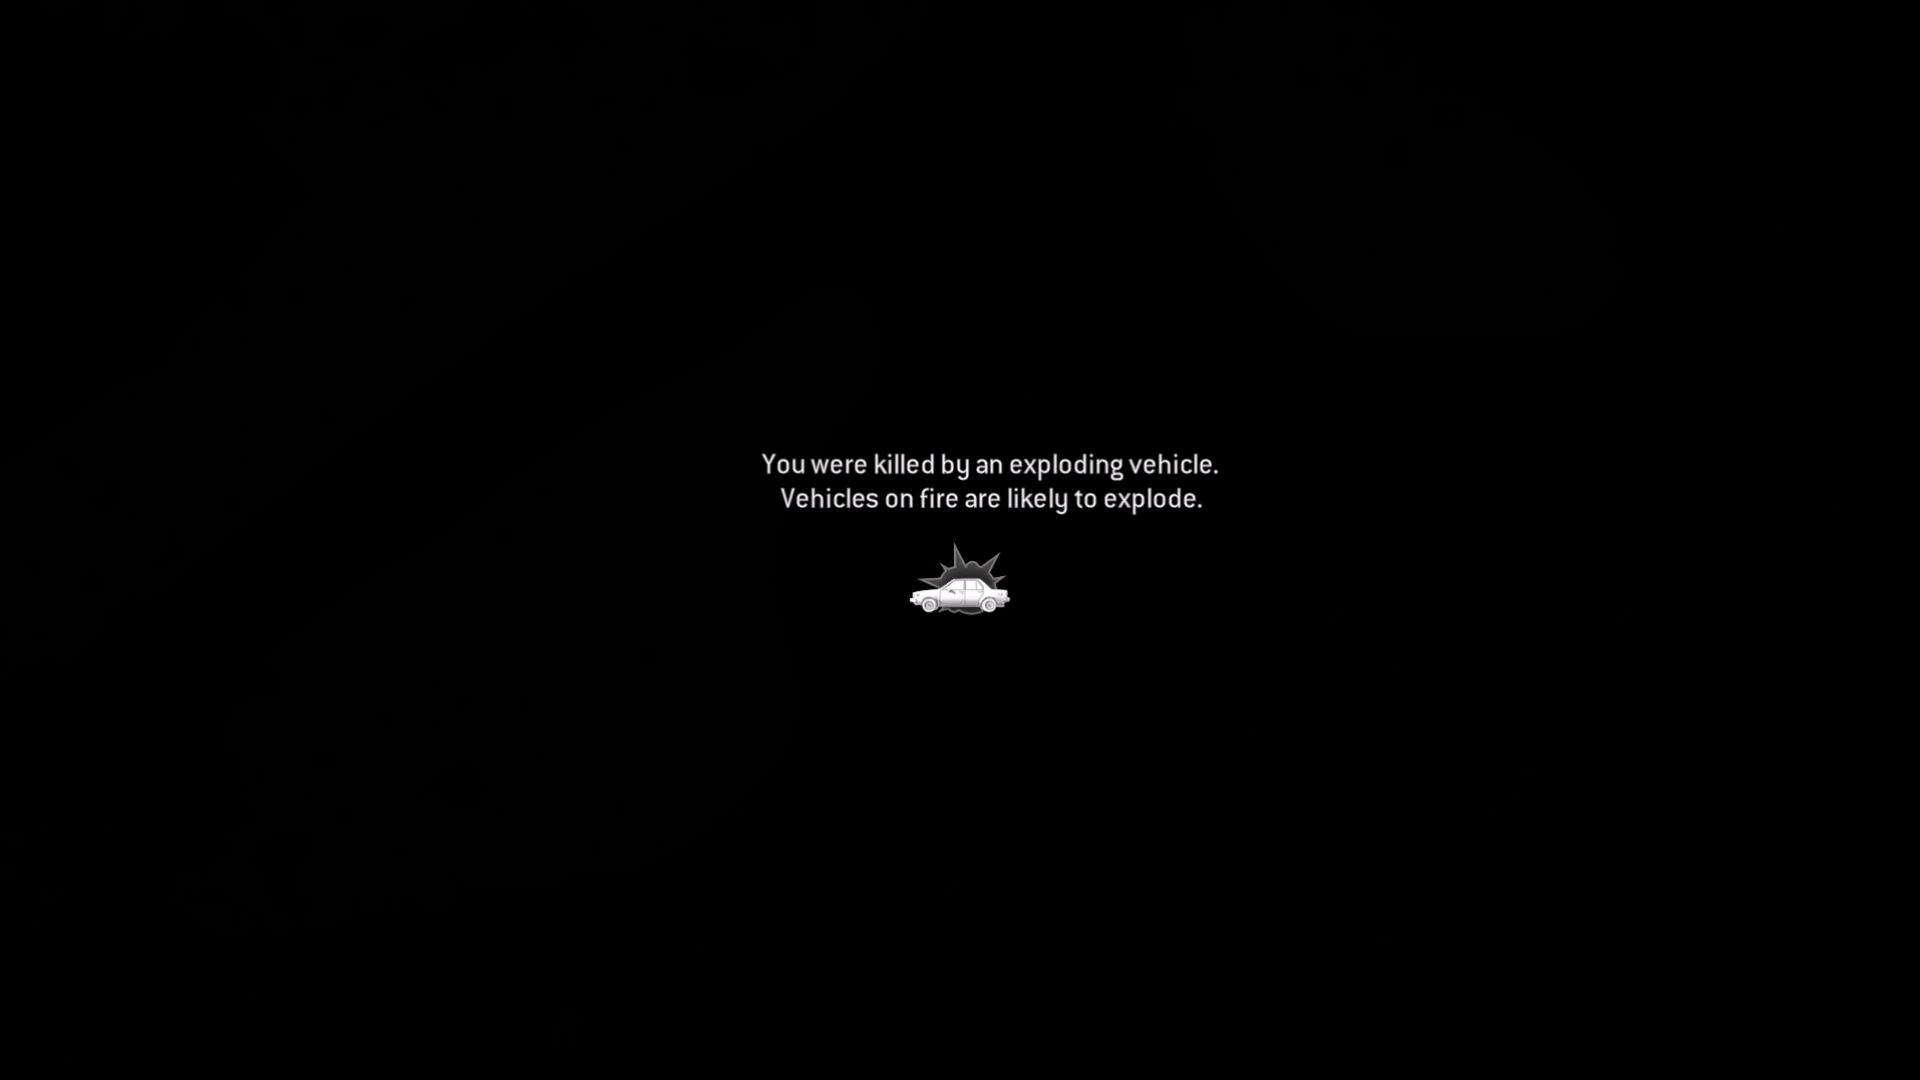 You were killed by an exploding vehicle.
Vehicles on fire are likely to explode.